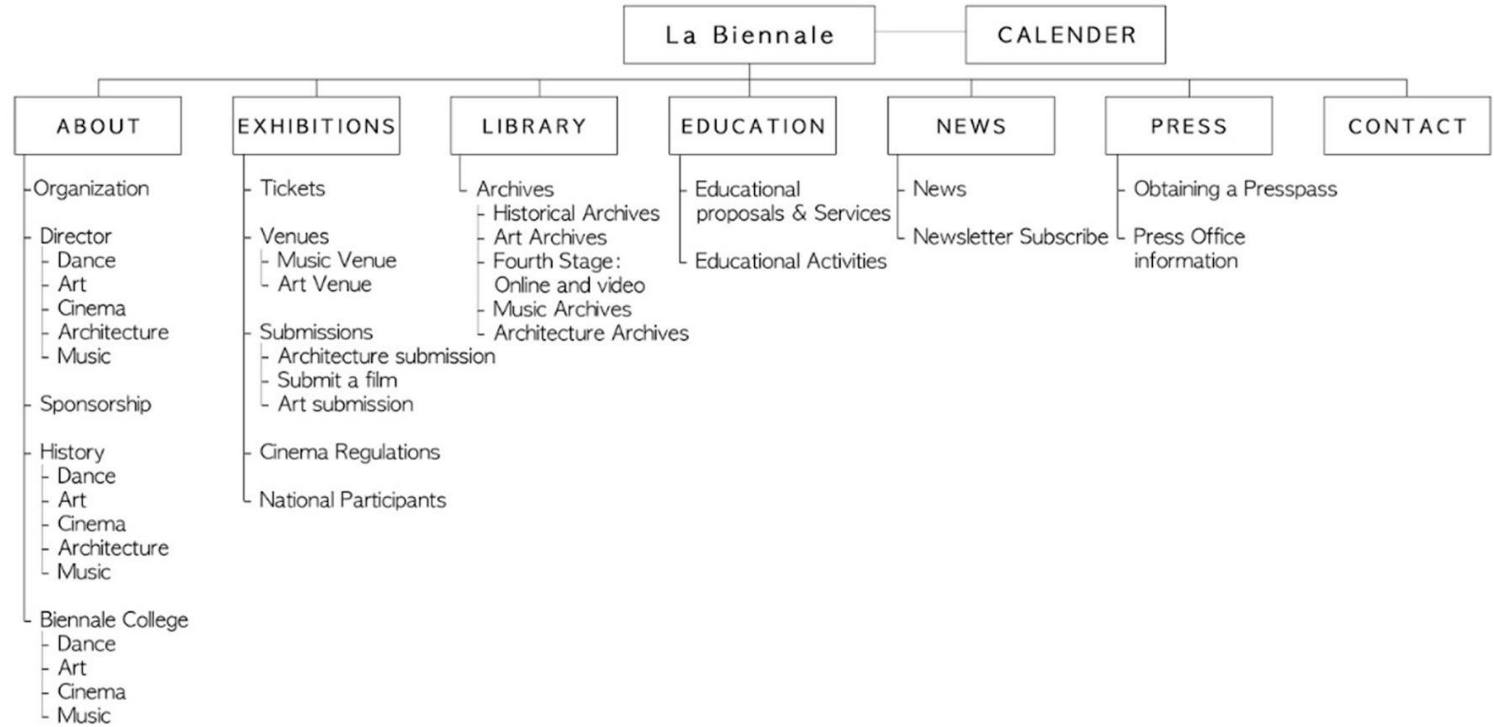 La Biennale
CALENDER
ABOUT
Organization
Director
Dance
Art
Cinema
Architecture
Music
Sponsorship
History
Dance
Art
Cinema
Architecture
Music
Biennale College
Dance
Art
Cinema
Music
EXHIBITIONS
Tickets
Venues
Music Venue
Art Venue
Submissions
Architecture submission
Submit a film
Art submission
Cinema Regulations
National Participants
LIBRARY
Archives
Historical Archives
Art Archives
Fourth Stage:
Online and video
Music Archives
Architecture Archives
EDUCATION
Educational
proposals & Services
Educational Activities
NEWS
News
Newsletter Subscribe
PRESS
Obtaining a Presspass
Press Office
information
CONTACT